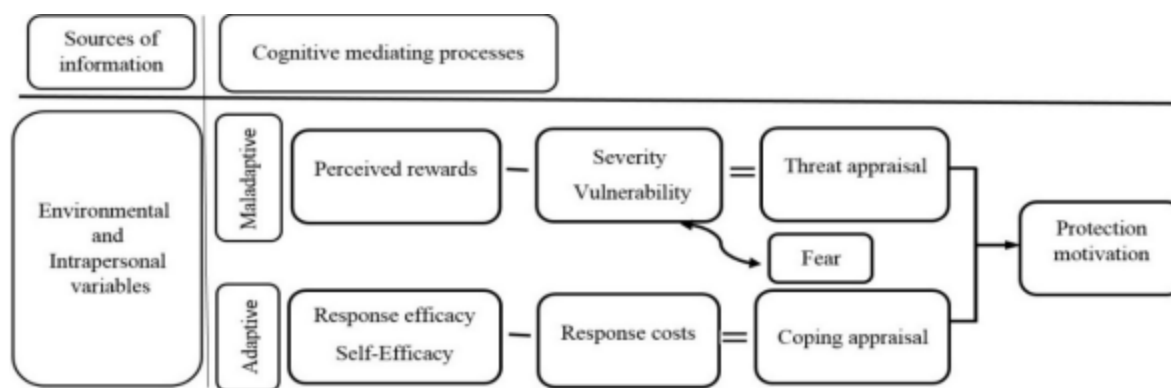 Sources of
information
Cognitive mediating processes
Environmental
and
Intrapersonal
variables
Maladaptive
Perceived rewards
Severity
Vulnerability
Threat appraisal
Fear
Protection
motivation
Adaptive
Response efficacy
Self-Efficacy
Response costs
Coping appraisal